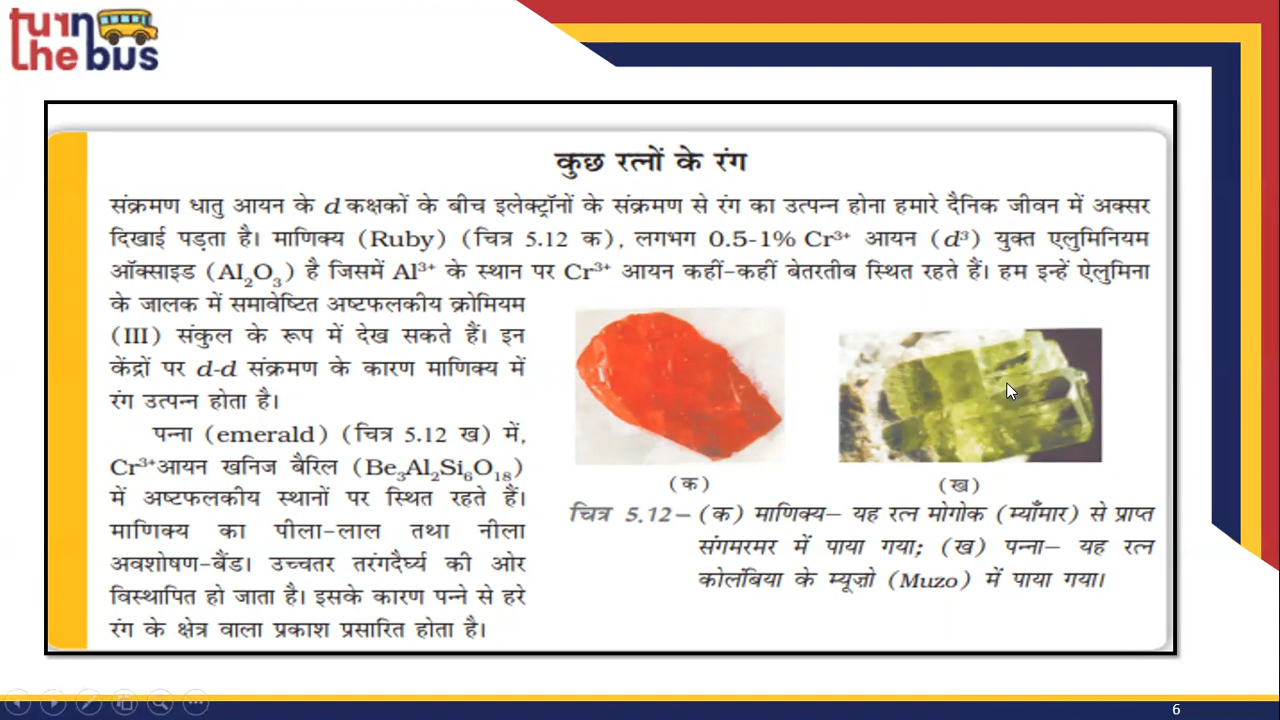 turn
the bus
कुछ रत्नों के रंग
संक्रमण धातु आयन के d कक्षकों के बीच इलेक्ट्रॉनों के संक्रमण से रंग का उत्पन्न होना हमारे दैनिक जीवन में अक्सर
दिखाई पड़ता है। माणिक्य (Ruby) (चित्र 5.12 क), लगभग 0.5-1% Cr³⁺ आयन (d³) युक्त एलुमिनियम
ऑक्साइड (AI₂O₃) है जिसमें Al³⁺ के स्थान पर Cr³⁺ आयन कहीं-कहीं बेतरतीब स्थित रहते हैं। हम इन्हें ऐलुमिना
के जालक में समावेष्टित अष्टफलकीय क्रोमियम
(III) संकुल के रूप में देख सकते हैं। इन
केंद्रों पर d-d संक्रमण के कारण माणिक्य में
रंग उत्पन्न होता है।
पन्ना (emerald) (चित्र 5.12 ख) में,
Cr³⁺आयन खनिज बैरिल (Be₃Al₂Si₆O₁₈)
में अष्टफलकीय स्थानों पर स्थित रहते हैं।
माणिक्य का पीला-लाल तथा नीला
अवशोषण-बैंड। उच्चतर तरंगदैर्घ्य की ओर
विस्थापित हो जाता है। इसके कारण पन्ने से हरे
रंग के क्षेत्र वाला प्रकाश प्रसारित होता है।
(क)
(ख)
चित्र 5.12– (क) माणिक्य– यह रत्न मोगोक (म्याँमार) से प्राप्त
संगमरमर में पाया गया; (ख) पन्ना– यह रत्न
कोलंबिया के म्यूज़ो (Muzo) में पाया गया।
6